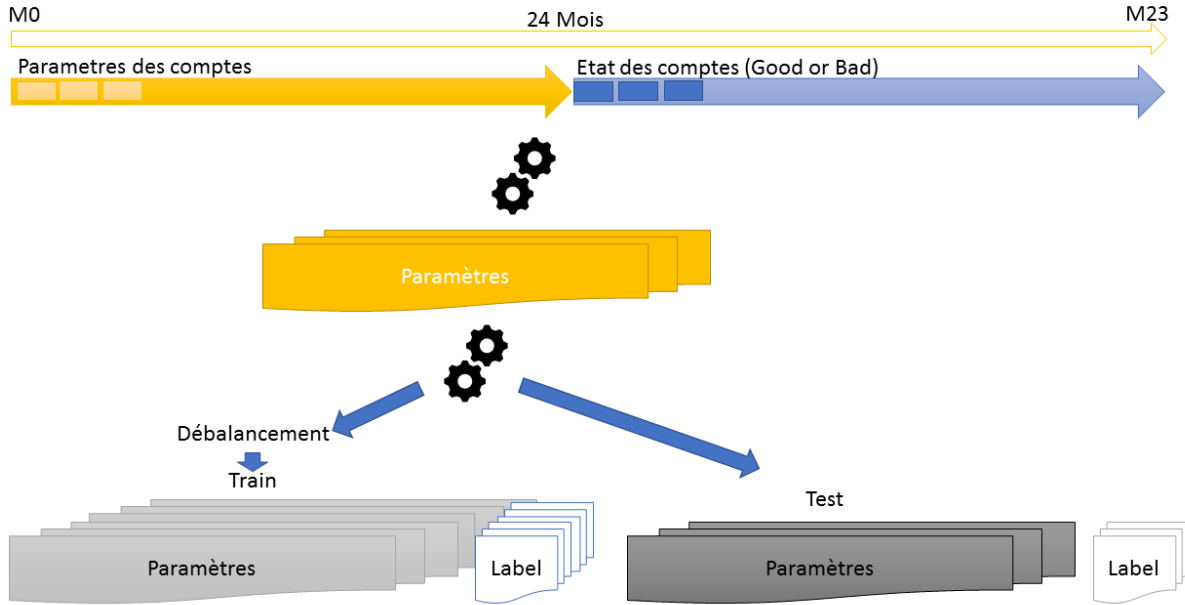 M0
24 Mois
M23
Parametres des comptes
Etat des comptes (Good or Bad)
Paramètres
Débalancement
Train
Test
Paramètres
Label
Paramètres
Label